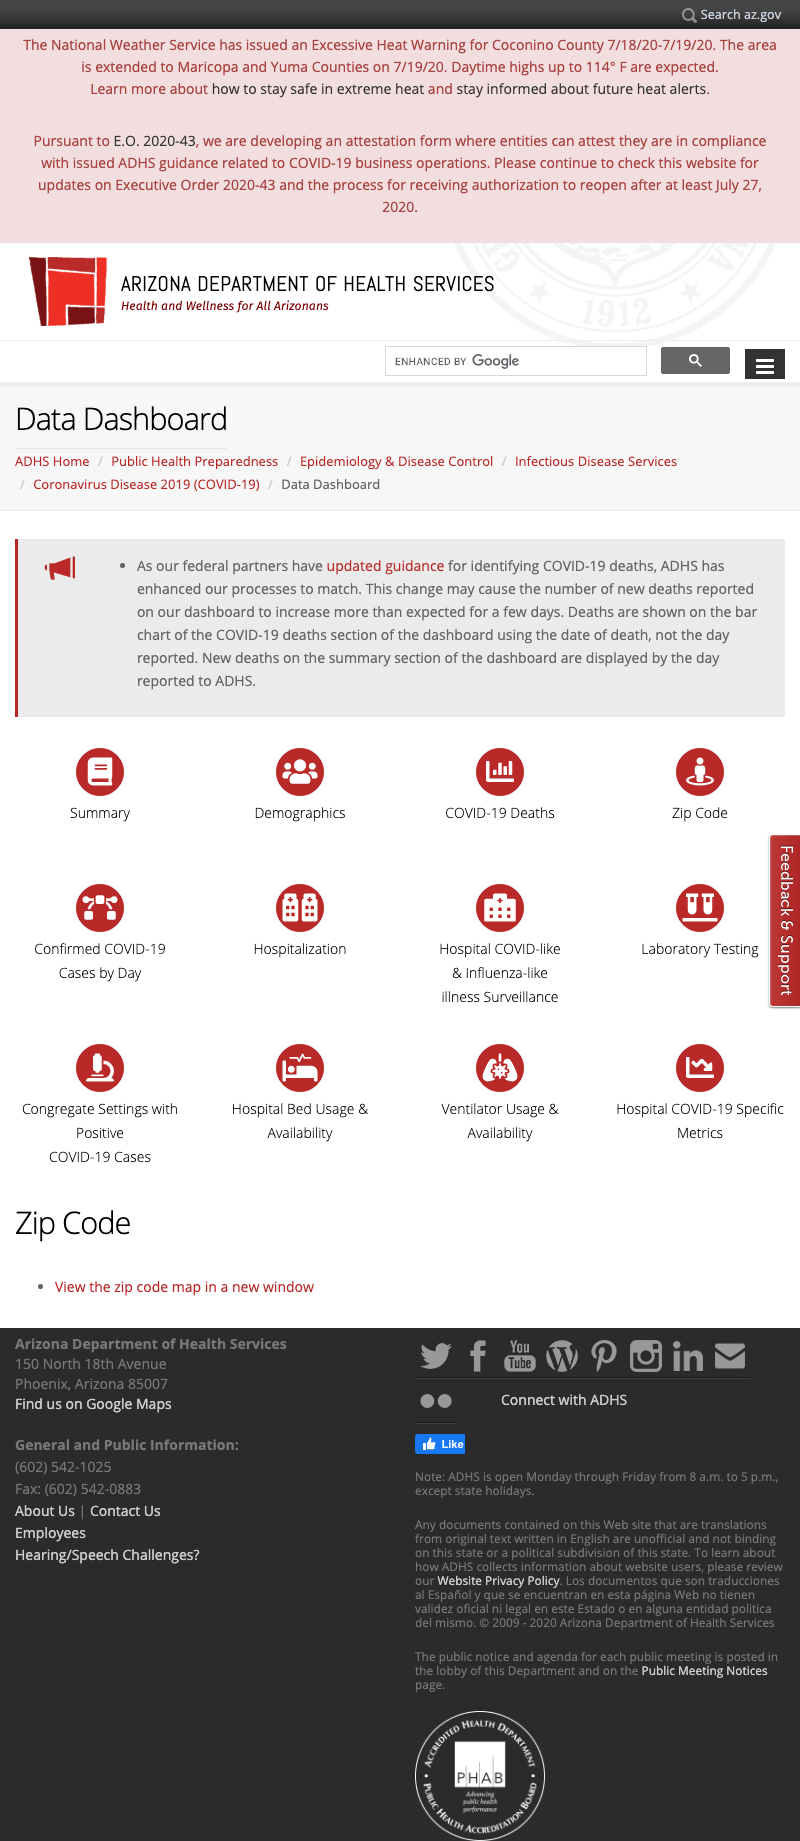 Search az.gov
The National Weather Service has issued an Excessive Heat Warning for Coconino County 7/18/20-7/19/20. The area
is extended to Maricopa and Yuma Counties on 7/19/20. Daytime highs up to 114° F are expected.
Learn more about how to stay safe in extreme heat and stay informed about future heat alerts.
Pursuant to E.O. 2020-43, we are developing an attestation form where entities can attest they are in compliance
with issued ADHS guidance related to COVID-19 business operations. Please continue to check this website for
updates on Executive Order 2020-43 and the process for receiving authorization to reopen after at least July 27,
2020.
ARIZONA DEPARTMENT OF HEALTH SERVICES
Health and Wellness for All Arizonans
1912
ENHANCED BY Google
Data Dashboard
ADHS Home / Public Health Preparedness / Epidemiology & Disease Control / Infectious Disease Services
/ Coronavirus Disease 2019 (COVID-19) / Data Dashboard
• As our federal partners have updated guidance for identifying COVID-19 deaths, ADHS has
enhanced our processes to match. This change may cause the number of new deaths reported
on our dashboard to increase more than expected for a few days. Deaths are shown on the bar
chart of the COVID-19 deaths section of the dashboard using the date of death, not the day
reported. New deaths on the summary section of the dashboard are displayed by the day
reported to ADHS.
Summary
Demographics
COVID-19 Deaths
Zip Code
Confirmed COVID-19
Cases by Day
Hospitalization
Hospital COVID-like
& Influenza-like
illness Surveillance
Laboratory Testing
Feedback & Support
Congregate Settings with
Positive
COVID-19 Cases
Hospital Bed Usage &
Availability
Ventilator Usage &
Availability
Hospital COVID-19 Specific
Metrics
Zip Code
• View the zip code map in a new window
Arizona Department of Health Services
150 North 18th Avenue
Phoenix, Arizona 85007
Find us on Google Maps
General and Public Information:
(602) 542-1025
Fax: (602) 542-0883
About Us | Contact Us
Employees
Hearing/Speech Challenges?
You
Tube
Connect with ADHS
Like
Note: ADHS is open Monday through Friday from 8 a.m. to 5 p.m.,
except state holidays.
Any documents contained on this Web site that are translations
from original text written in English are unofficial and not binding
on this state or a political subdivision of this state. To learn about
how ADHS collects information about website users, please review
our Website Privacy Policy. Los documentos que son traducciones
al Español y que se encuentran en esta página Web no tienen
validez oficial ni legal en este Estado o en alguna entidad politica
del mismo. © 2009 - 2020 Arizona Department of Health Services
The public notice and agenda for each public meeting is posted in
the lobby of this Department and on the Public Meeting Notices
page.
ACCREDITED HEALTH DEPARTMENT
PHAB
Advancing
public health
performance
PUBLIC HEALTH ACCREDITATION BOARD